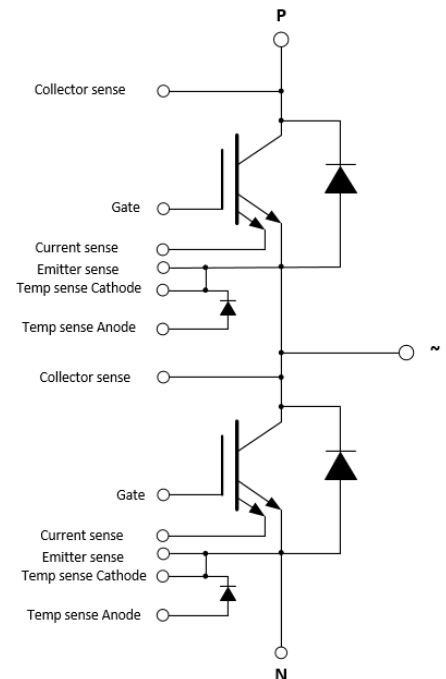 P
Collector sense
Gate
Current sense
Emitter sense
Temp sense Cathode
Temp sense Anode
~
Collector sense
Gate
Current sense
Emitter sense
Temp sense Cathode
Temp sense Anode
N